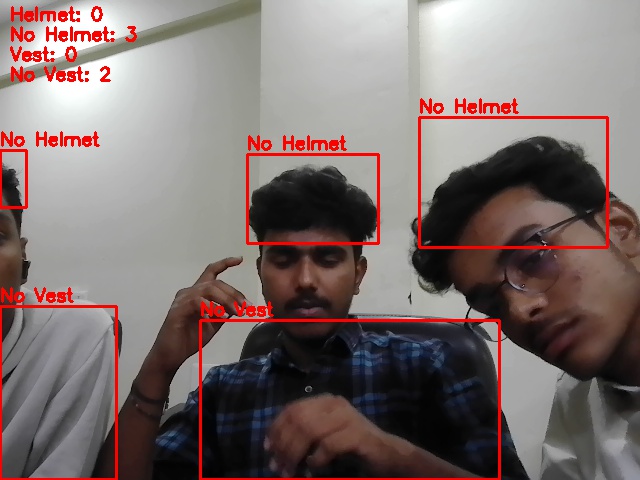 Helmet: 0
No Helmet: 3
Vest: 0
No Vest: 2
No Helmet
No Helmet
No Helmet
No Vest
No Vest